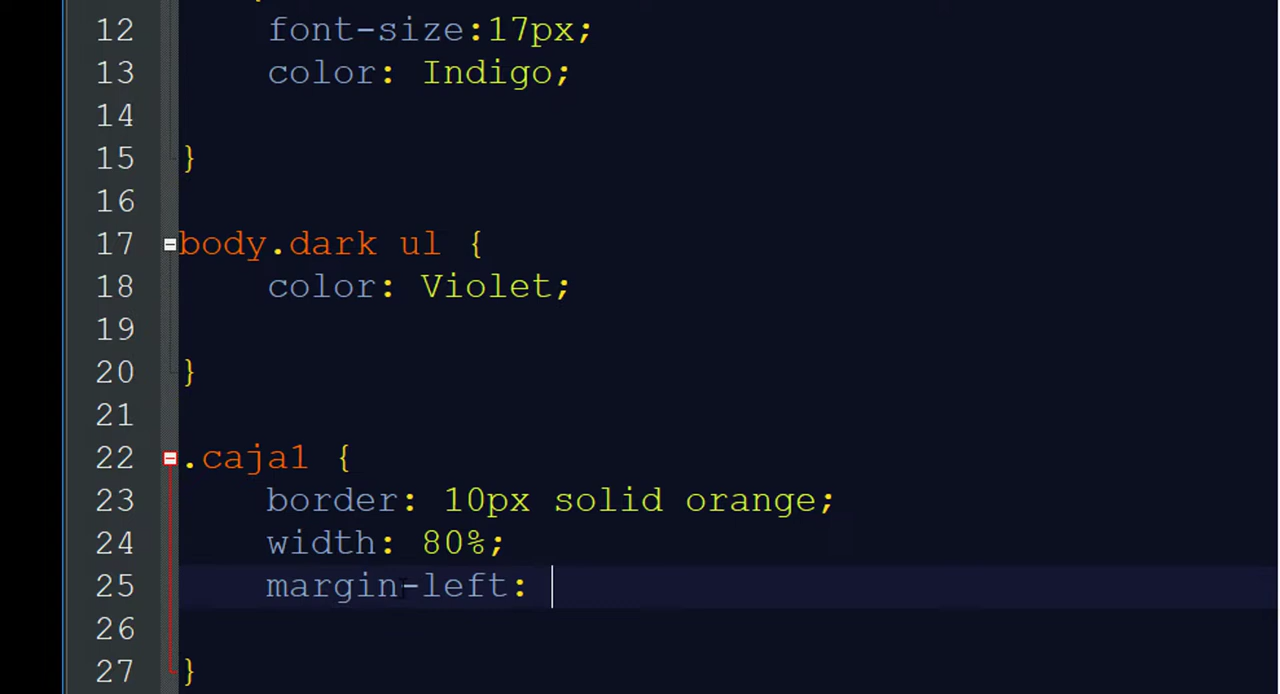 12 font-size:17px;
13 color: Indigo;
14
15 }
16
17 body.dark ul {
18 color: Violet;
19
20 }
21
22 .caja1 {
23 border: 10px solid orange;
24 width: 80%;
25 margin-left:
26
27 }